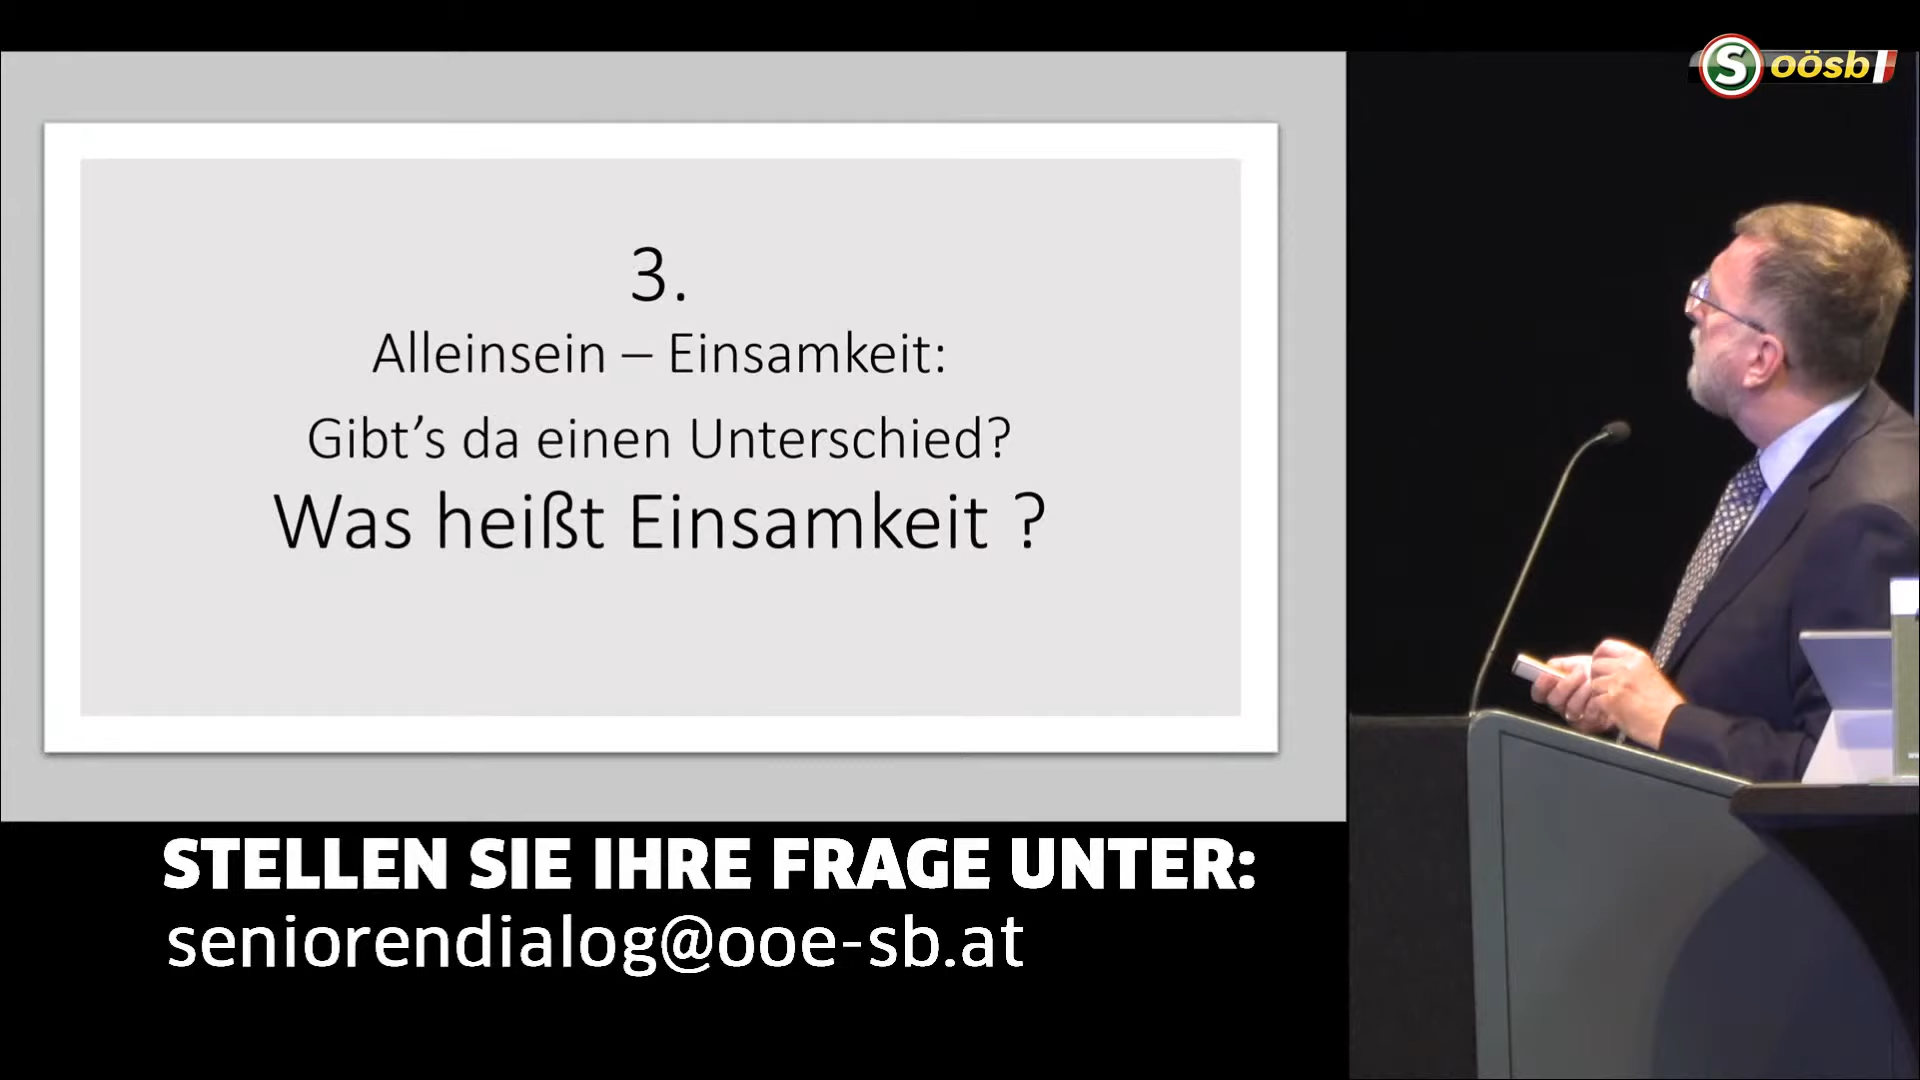 S oösb
3.
Alleinsein – Einsamkeit:
Gibt’s da einen Unterschied?
Was heißt Einsamkeit ?
STELLEN SIE IHRE FRAGE UNTER:
seniorendialog@ooe-sb.at